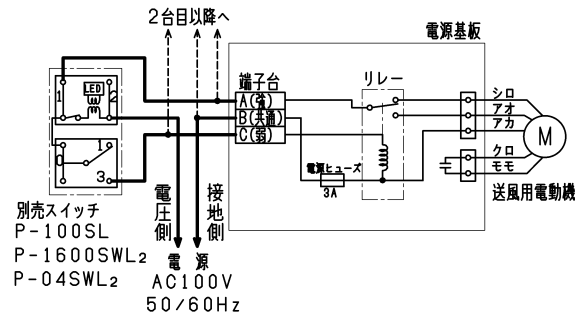 2台目以降へ
電源基板
端子台
リレー
A(強)
B(共通)
C(弱)
LED
1
2
0
1
3
シロ
アオ
アカ
クロ
モモ
M
電源ヒューズ
3A
送風用電動機
別売スイッチ
P-100SL
P-1600SWL2
P-04SWL2
電圧側
接地側
電 源
AC100V
50/60Hz